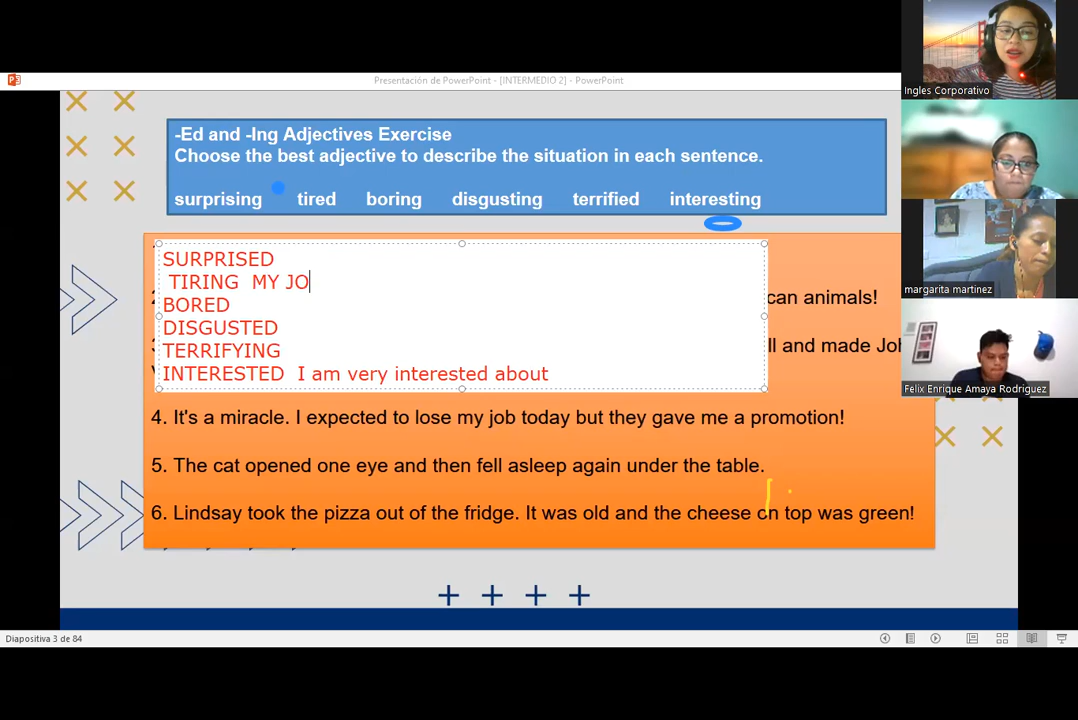 Presentación de PowerPoint - [INTERMEDIO 2] - PowerPoint
Ingles Corporativo
-Ed and -Ing Adjectives Exercise
Choose the best adjective to describe the situation in each sentence.
surprising tired boring disgusting terrified interesting
SURPRISED
TIRING MY JO
can animals!
BORED
DISGUSTED
ll and made Joh
TERRIFYING
INTERESTED I am very interested about
margarita martinez
Felix Enrique Amaya Rodriguez
4. It's a miracle. I expected to lose my job today but they gave me a promotion!
5. The cat opened one eye and then fell asleep again under the table.
6. Lindsay took the pizza out of the fridge. It was old and the cheese on top was green!
Diapositiva 3 de 84